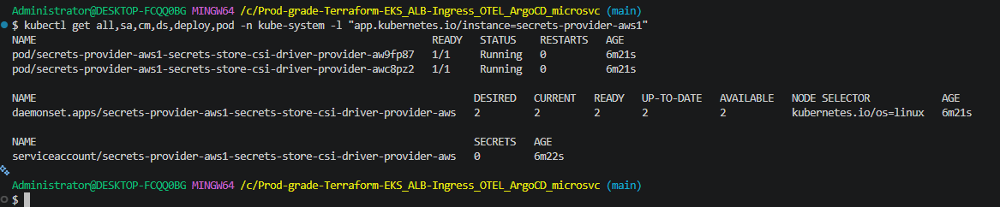 Administrator@DESKTOP-FCQQ0BG MINGW64 /c/Prod-grade-Terraform-EKS_ALB-Ingress_OTEL_ArgoCD_microsvc (main)
$ kubectl get all,sa,cm,ds,deploy,pod -n kube-system -l "app.kubernetes.io/instance=secrets-provider-aws1"
NAME READY STATUS RESTARTS AGE
pod/secrets-provider-aws1-secrets-store-csi-driver-provider-aw9fp87 1/1 Running 0 6m21s
pod/secrets-provider-aws1-secrets-store-csi-driver-provider-awc8pz2 1/1 Running 0 6m21s
NAME DESIRED CURRENT READY UP-TO-DATE AVAILABLE NODE SELECTOR AGE
daemonset.apps/secrets-provider-aws1-secrets-store-csi-driver-provider-aws 2 2 2 2 2 kubernetes.io/os=linux 6m21s
NAME SECRETS AGE
serviceaccount/secrets-provider-aws1-secrets-store-csi-driver-provider-aws 0 6m22s
Administrator@DESKTOP-FCQQ0BG MINGW64 /c/Prod-grade-Terraform-EKS_ALB-Ingress_OTEL_ArgoCD_microsvc (main)
$